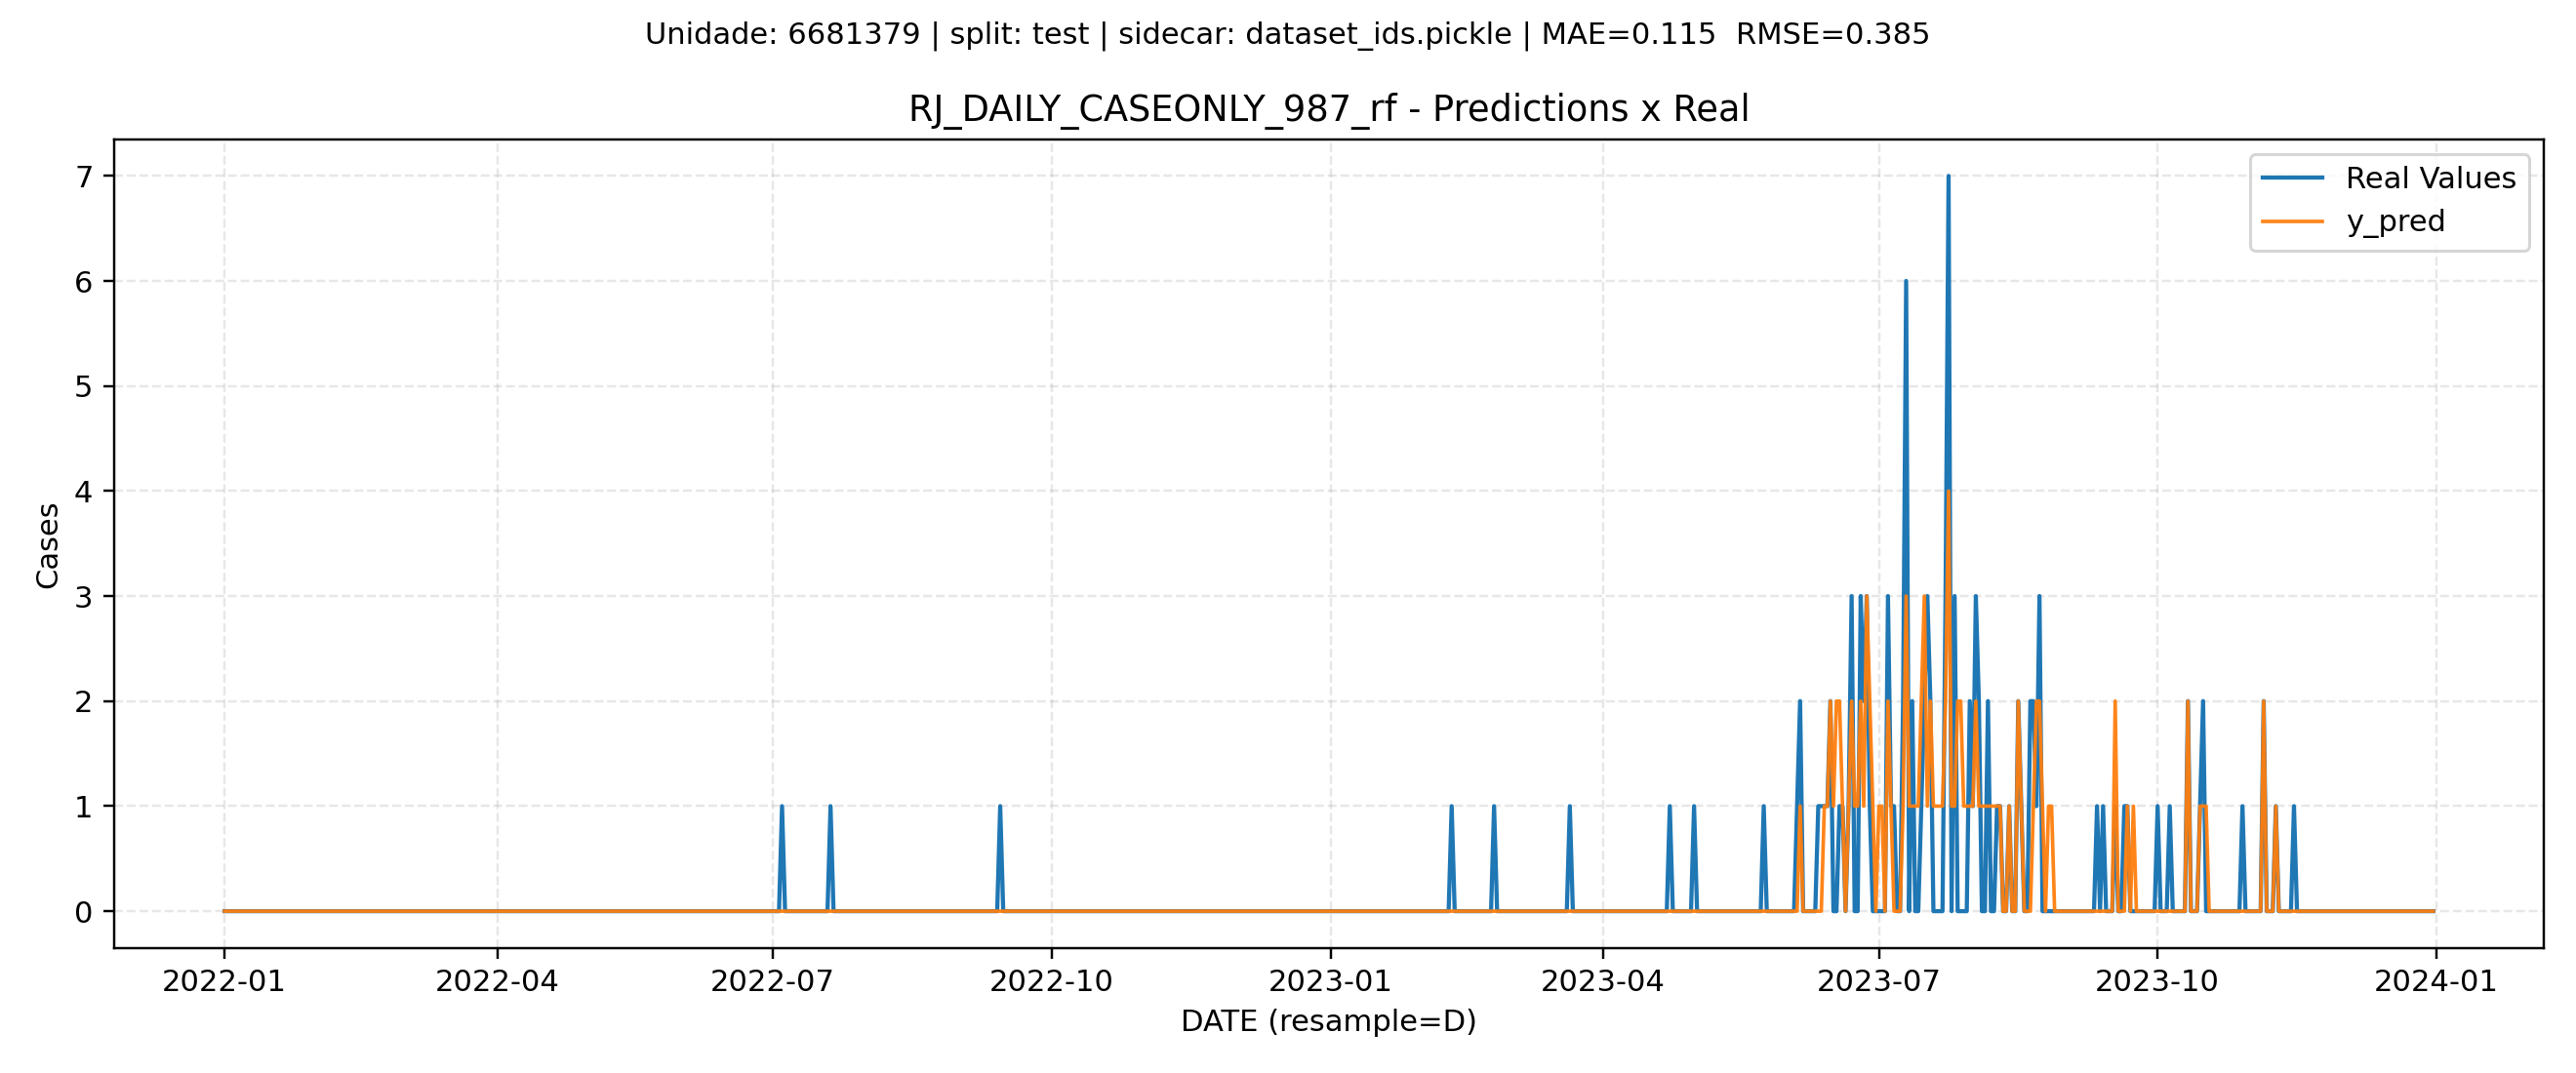 Unidade: 6681379 | split: test | sidecar: dataset_ids.pickle | MAE=0.115  RMSE=0.385
RJ_DAILY_CASEONLY_987_rf - Predictions x Real
Real Values
y_pred
7
6
5
4
3
2
1
0
Cases
2022-01 2022-04 2022-07 2022-10 2023-01 2023-04 2023-07 2023-10 2024-01
DATE (resample=D)